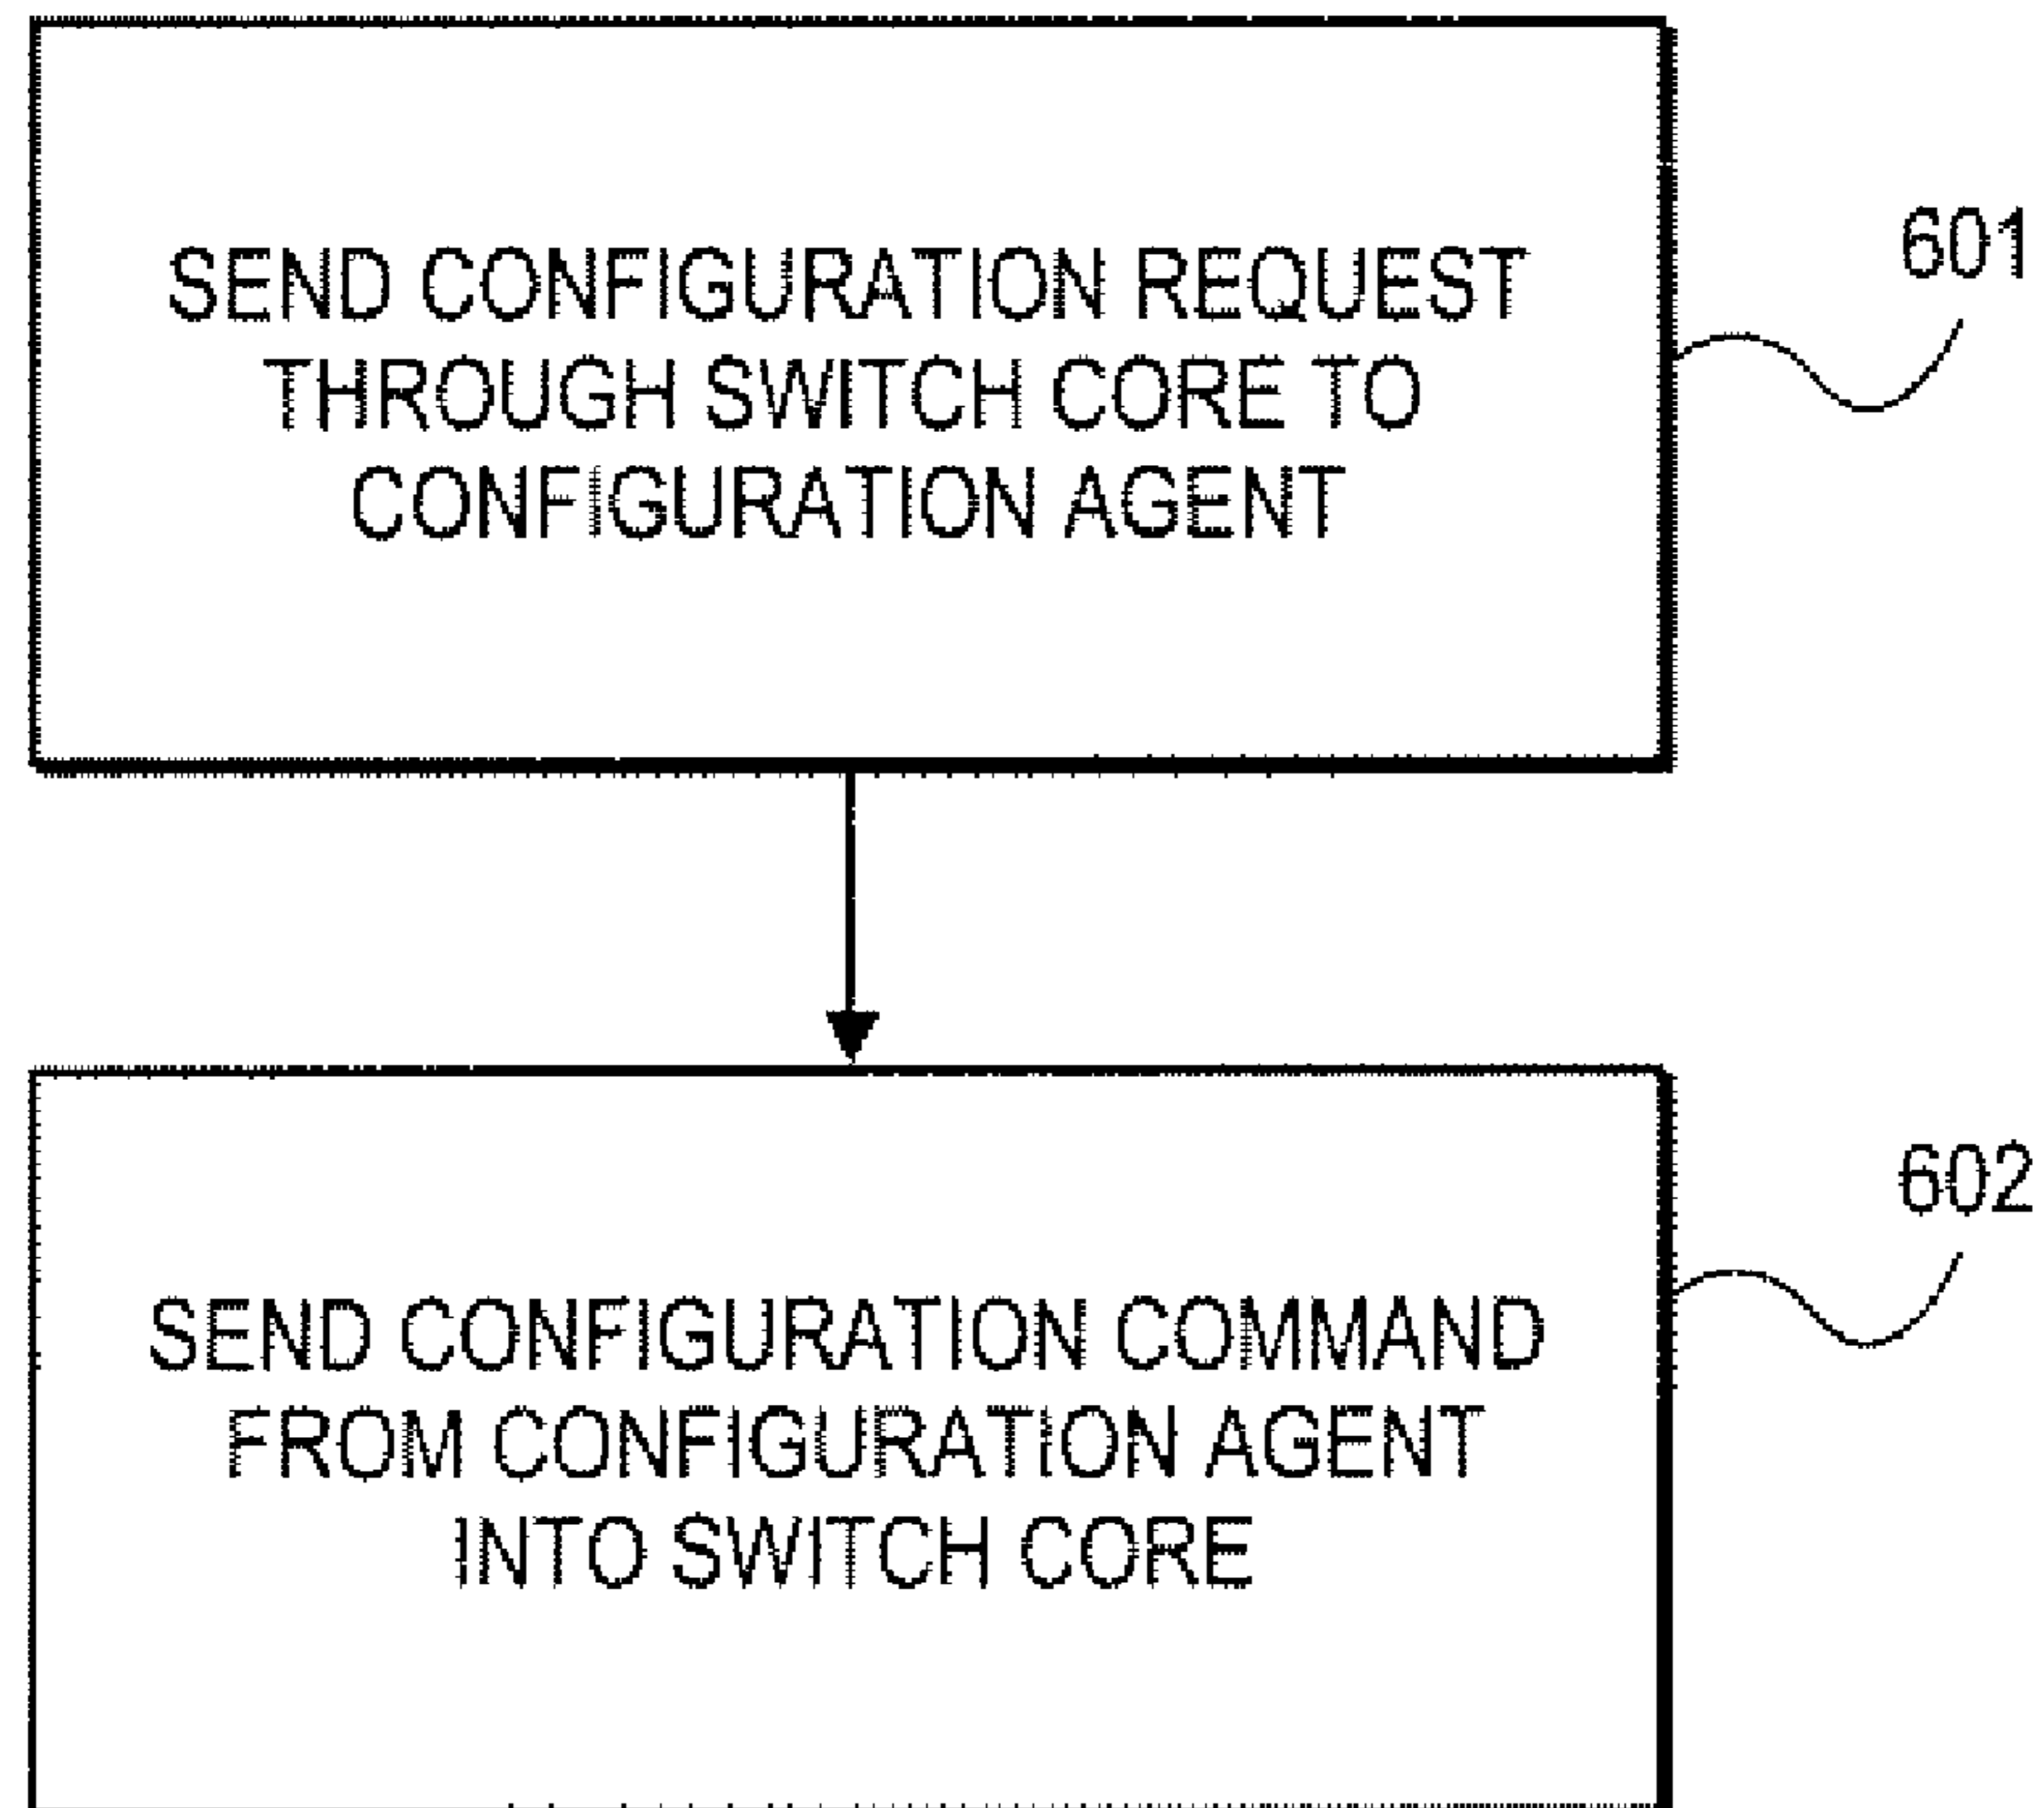 SEND CONFIGURATION REQUEST
THROUGH SWITCH CORE TO
CONFIGURATION AGENT
601
SEND CONFIGURATION COMMAND
FROM CONFIGURATION AGENT
INTO SWITCH CORE
602